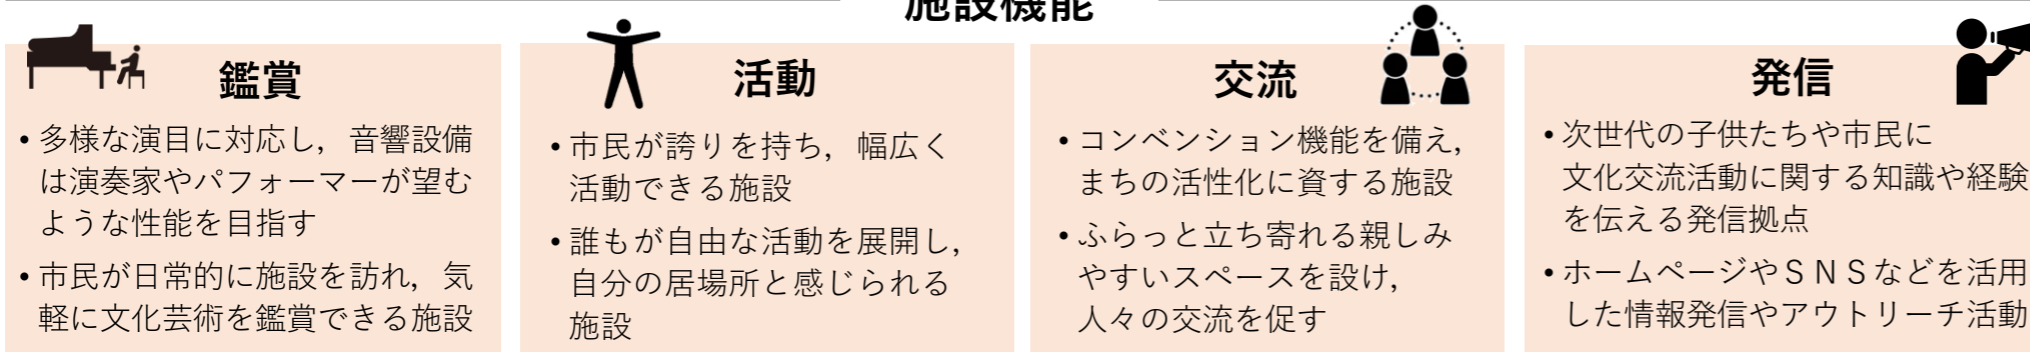 施設機能
鑑賞
• 多様な演目に対応し，音響設備
は演奏家やパフォーマーが望む
ような性能を目指す
• 市民が日常的に施設を訪れ，気
軽に文化芸術を鑑賞できる施設
活動
• 市民が誇りを持ち，幅広く
活動できる施設
• 誰もが自由な活動を展開し，
自分の居場所と感じられる
施設
交流
• コンベンション機能を備え，
まちの活性化に資する施設
• ふらっと立ち寄れる親しみ
やすいスペースを設け，
人々の交流を促す
発信
• 次世代の子供たちや市民に
文化交流活動に関する知識や経験
を伝える発信拠点
• ホームページやＳＮＳなどを活用
した情報発信やアウトリーチ活動